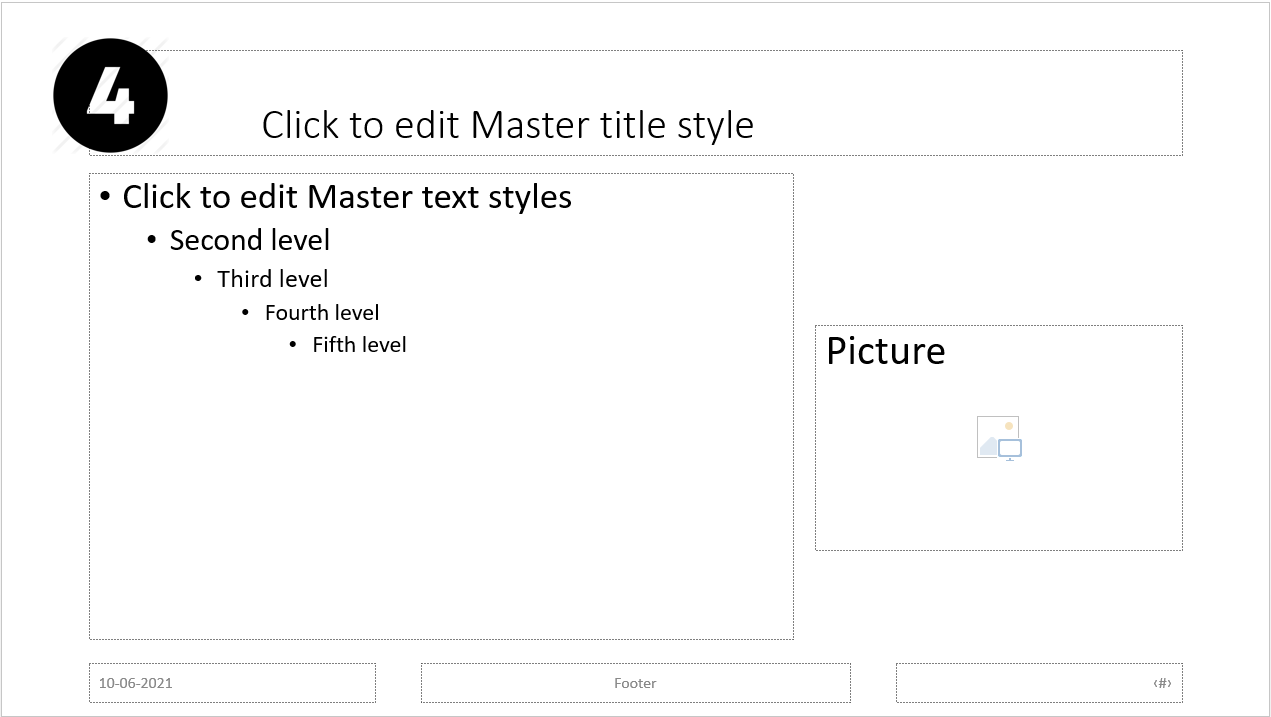 4
Click to edit Master title style
• Click to edit Master text styles
• Second level
• Third level
• Fourth level
• Fifth level
Picture
10-06-2021
Footer
‹#›